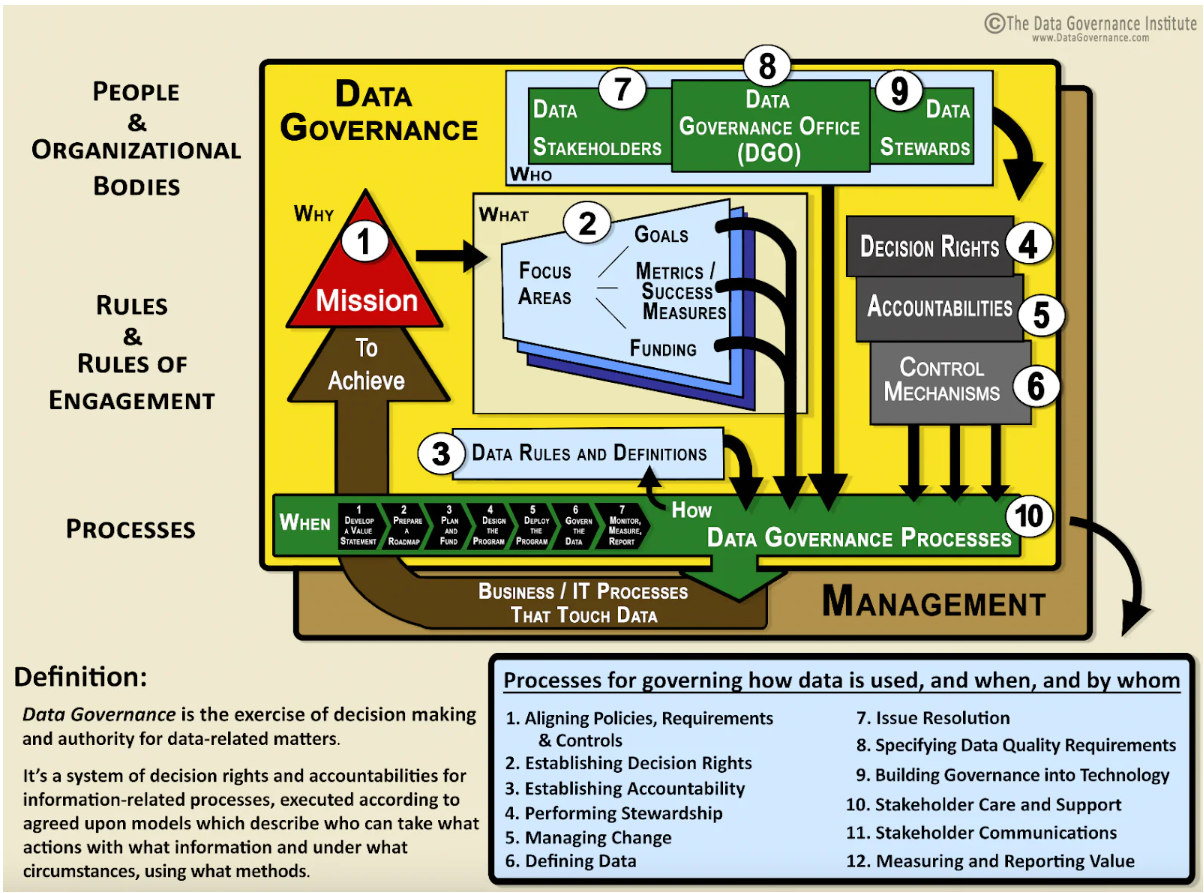 ©The Data Governance Institute
www.DataGovernance.com
PEOPLE
&
ORGANIZATIONAL
BODIES
RULES
&
RULES OF
ENGAGEMENT
PROCESSES
DATA
GOVERNANCE
7
DATA
STAKEHOLDERS
8
DATA
GOVERNANCE OFFICE
(DGO)
9
DATA
STEWARDS
WHO
WHY
1
Mission
To
Achieve
WHAT
2
FOCUS
AREAS
GOALS
METRICS /
SUCCESS
MEASURES
FUNDING
DECISION RIGHTS
4
ACCOUNTABILITIES
5
CONTROL
MECHANISMS
6
3
DATA RULES AND DEFINITIONS
WHEN
1
DEVELOP
A VALUE
STATEMENT
2
PREPARE
A
ROADMAP
3
PLAN
AND
FUND
4
DESIGN
THE
PROGRAM
5
DEPLOY
THE
PROGRAM
6
GOVERN
THE
DATA
7
MONITOR,
MEASURE,
REPORT
HOW
DATA GOVERNANCE PROCESSES
10
BUSINESS / IT PROCESSES
THAT TOUCH DATA
MANAGEMENT
Definition:
Data Governance is the exercise of decision making
and authority for data-related matters.
It's a system of decision rights and accountabilities for
information-related processes, executed according to
agreed upon models which describe who can take what
actions with what information and under what
circumstances, using what methods.
Processes for governing how data is used, and when, and by whom
1. Aligning Policies, Requirements
& Controls
2. Establishing Decision Rights
3. Establishing Accountability
4. Performing Stewardship
5. Managing Change
6. Defining Data
7. Issue Resolution
8. Specifying Data Quality Requirements
9. Building Governance into Technology
10. Stakeholder Care and Support
11. Stakeholder Communications
12. Measuring and Reporting Value